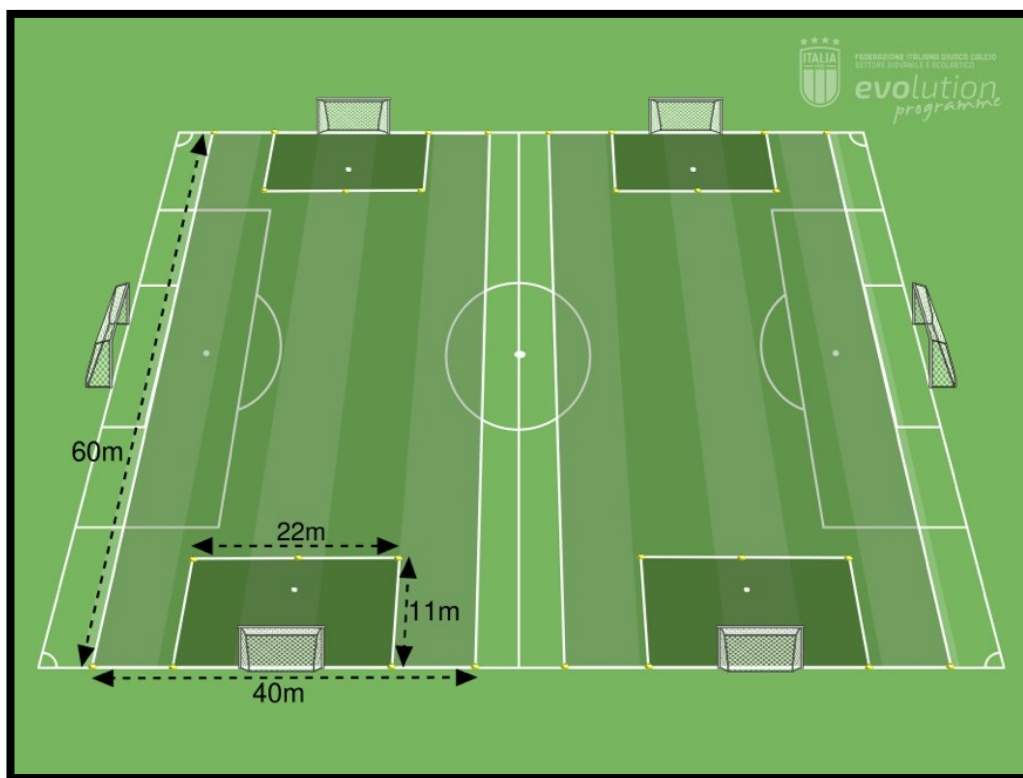 ITALIA
FEDERAZIONE ITALIANA GIUOCO CALCIO
SETTORE GIOVANILE E SCOLASTICO
evolution
programme
60m
22m
11m
40m